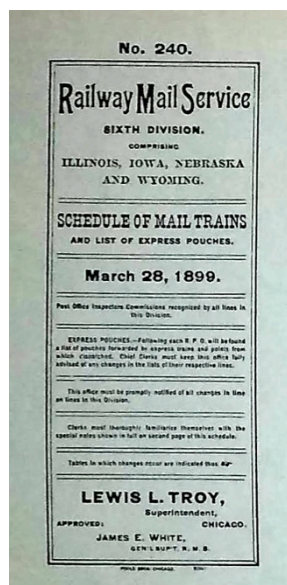 No. 240.
Railway Mail Service
SIXTH DIVISION.
COMPRISING
ILLINOIS, IOWA, NEBRASKA
AND WYOMING.
SCHEDULE OF MAIL TRAINS
AND LIST OF EXPRESS POUCHES.
March 28, 1899.
Post Office Inspectors Commissions recognized by all lines in
this Division.
EXPRESS POUCHES.—Following each R. P. O. will be found
a list of pouches forwarded by express trains and points from
which dispatched. Chief Clerks must keep this office fully
advised of any changes in the lists of their respective lines.
This office must be promptly notified of all changes in time
on lines in this Division.
Clerks must thoroughly familiarize themselves with the
special notes shown in full on second page of this schedule.
Tables in which changes occur are indicated thus
LEWIS L. TROY,
Superintendent,
APPROVED: CHICAGO.
JAMES E. WHITE,
GEN'L SUP'T, R. M. S.